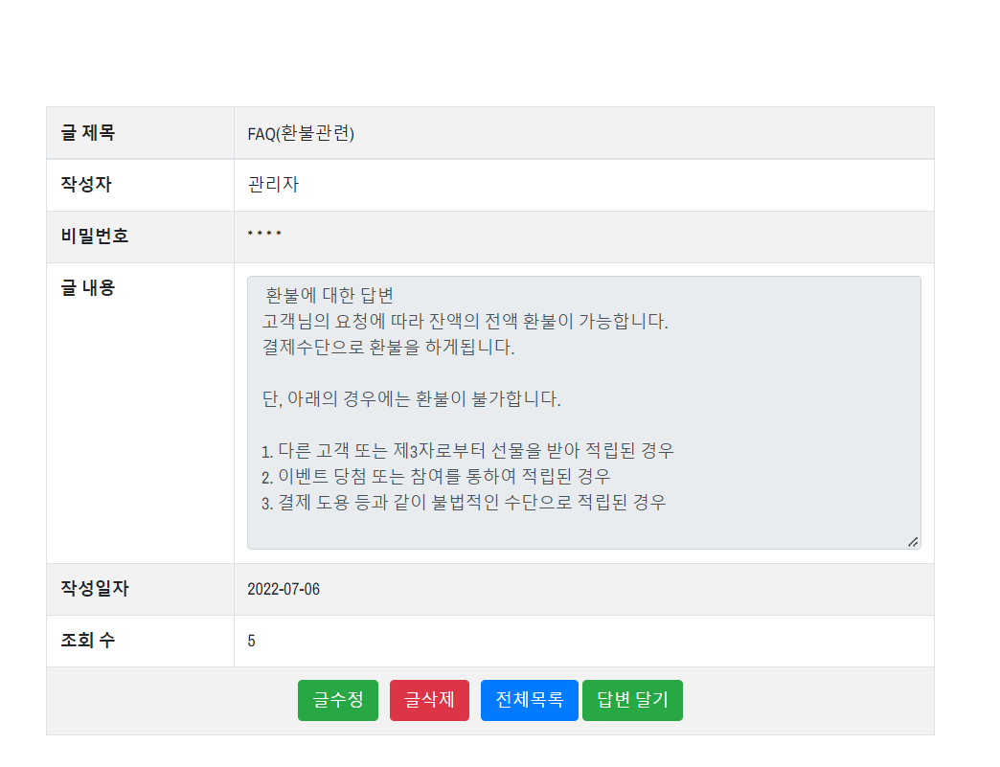 글 제목 FAQ(환불관련)
작성자 관리자
비밀번호 * * * *
글 내용 환불에 대한 답변
고객님의 요청에 따라 잔액의 전액 환불이 가능합니다.
결제수단으로 환불을 하게됩니다.
단, 아래의 경우에는 환불이 불가합니다.
1. 다른 고객 또는 제3자로부터 선물을 받아 적립된 경우
2. 이벤트 당첨 또는 참여를 통하여 적립된 경우
3. 결제 도용 등과 같이 불법적인 수단으로 적립된 경우
작성일자 2022-07-06
조회 수 5
글수정 글삭제 전체목록 답변 달기